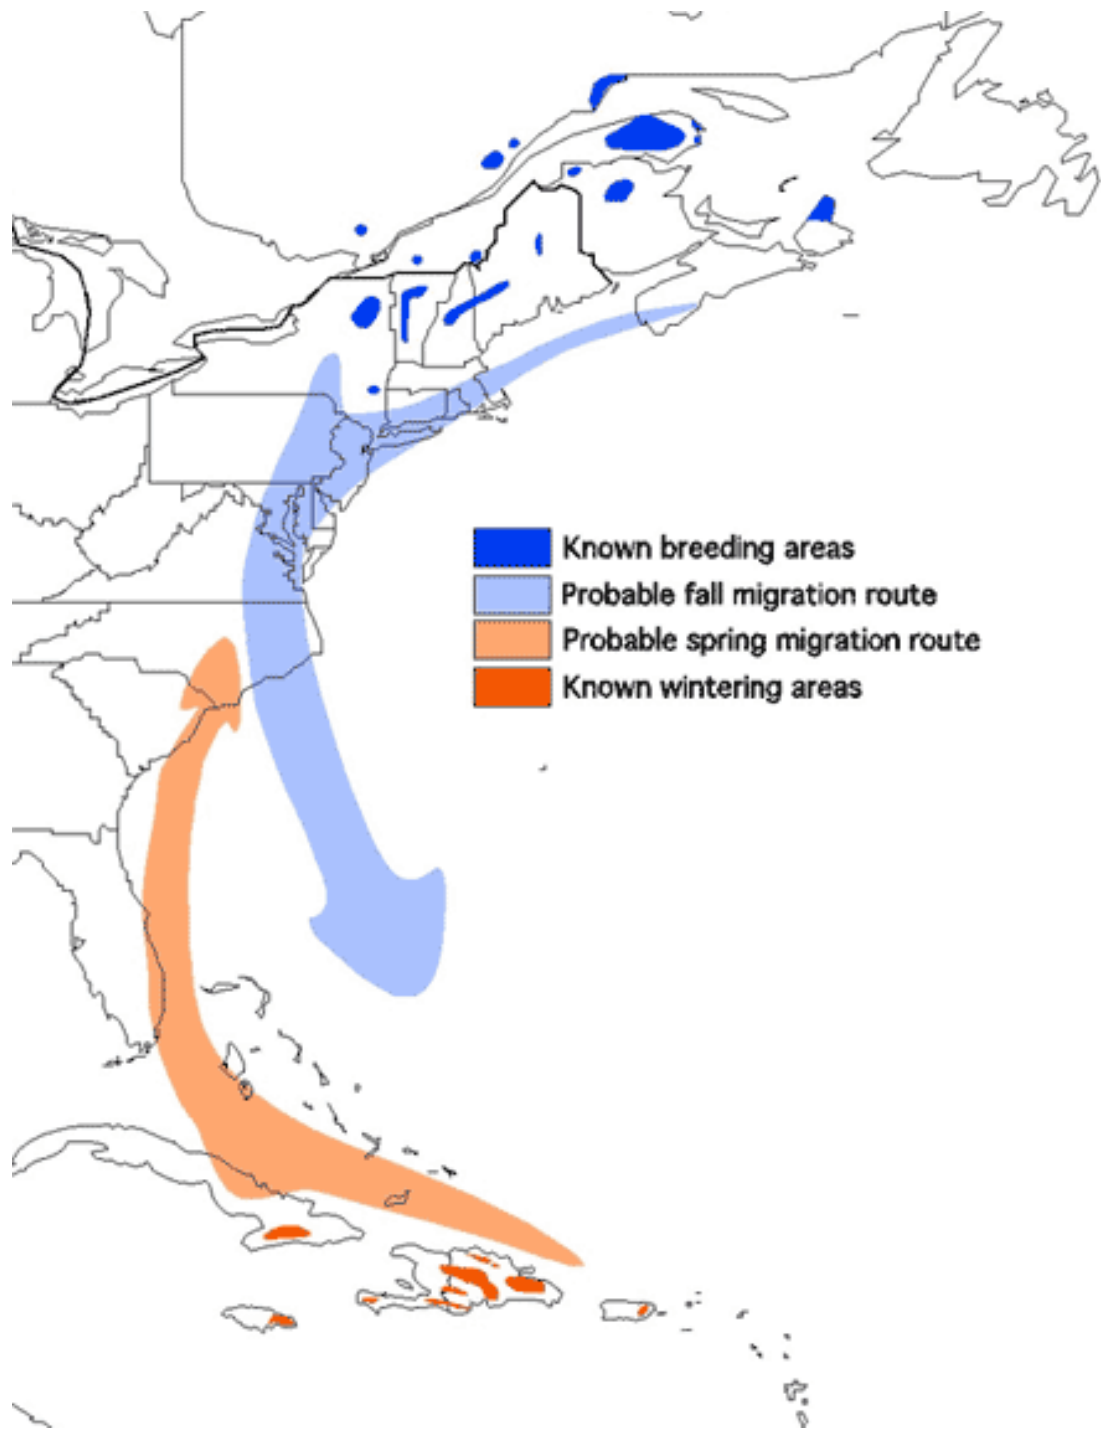 Known breeding areas
Probable fall migration route
Probable spring migration route
Known wintering areas